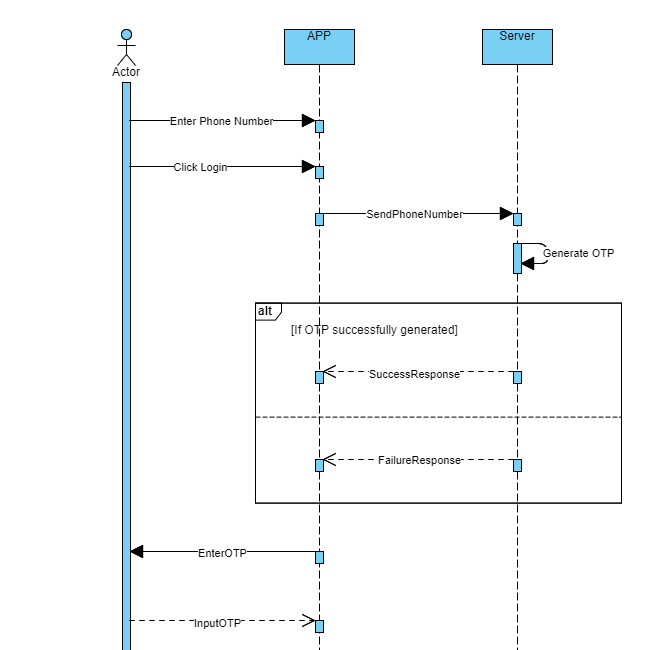 APP
Server
Actor
Enter Phone Number
Click Login
SendPhoneNumber
Generate OTP
alt
[If OTP successfully generated]
SuccessResponse
FailureResponse
EnterOTP
InputOTP